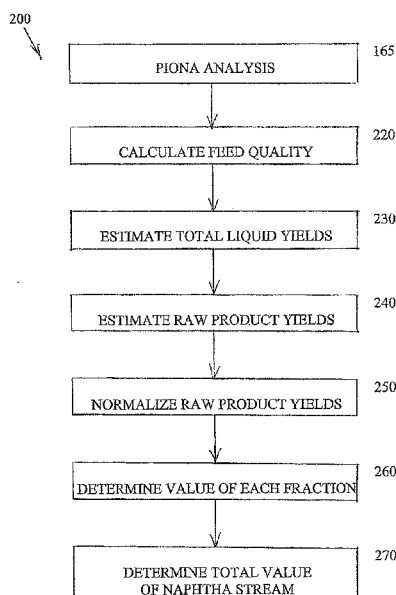 200
PIONA ANALYSIS
165
CALCULATE FEED QUALITY
220
ESTIMATE TOTAL LIQUID YIELDS
230
ESTIMATE RAW PRODUCT YIELDS
240
NORMALIZE RAW PRODUCT YIELDS
250
DETERMINE VALUE OF EACH FRACTION
260
DETERMINE TOTAL VALUE
OF NAPHTHA STREAM
270